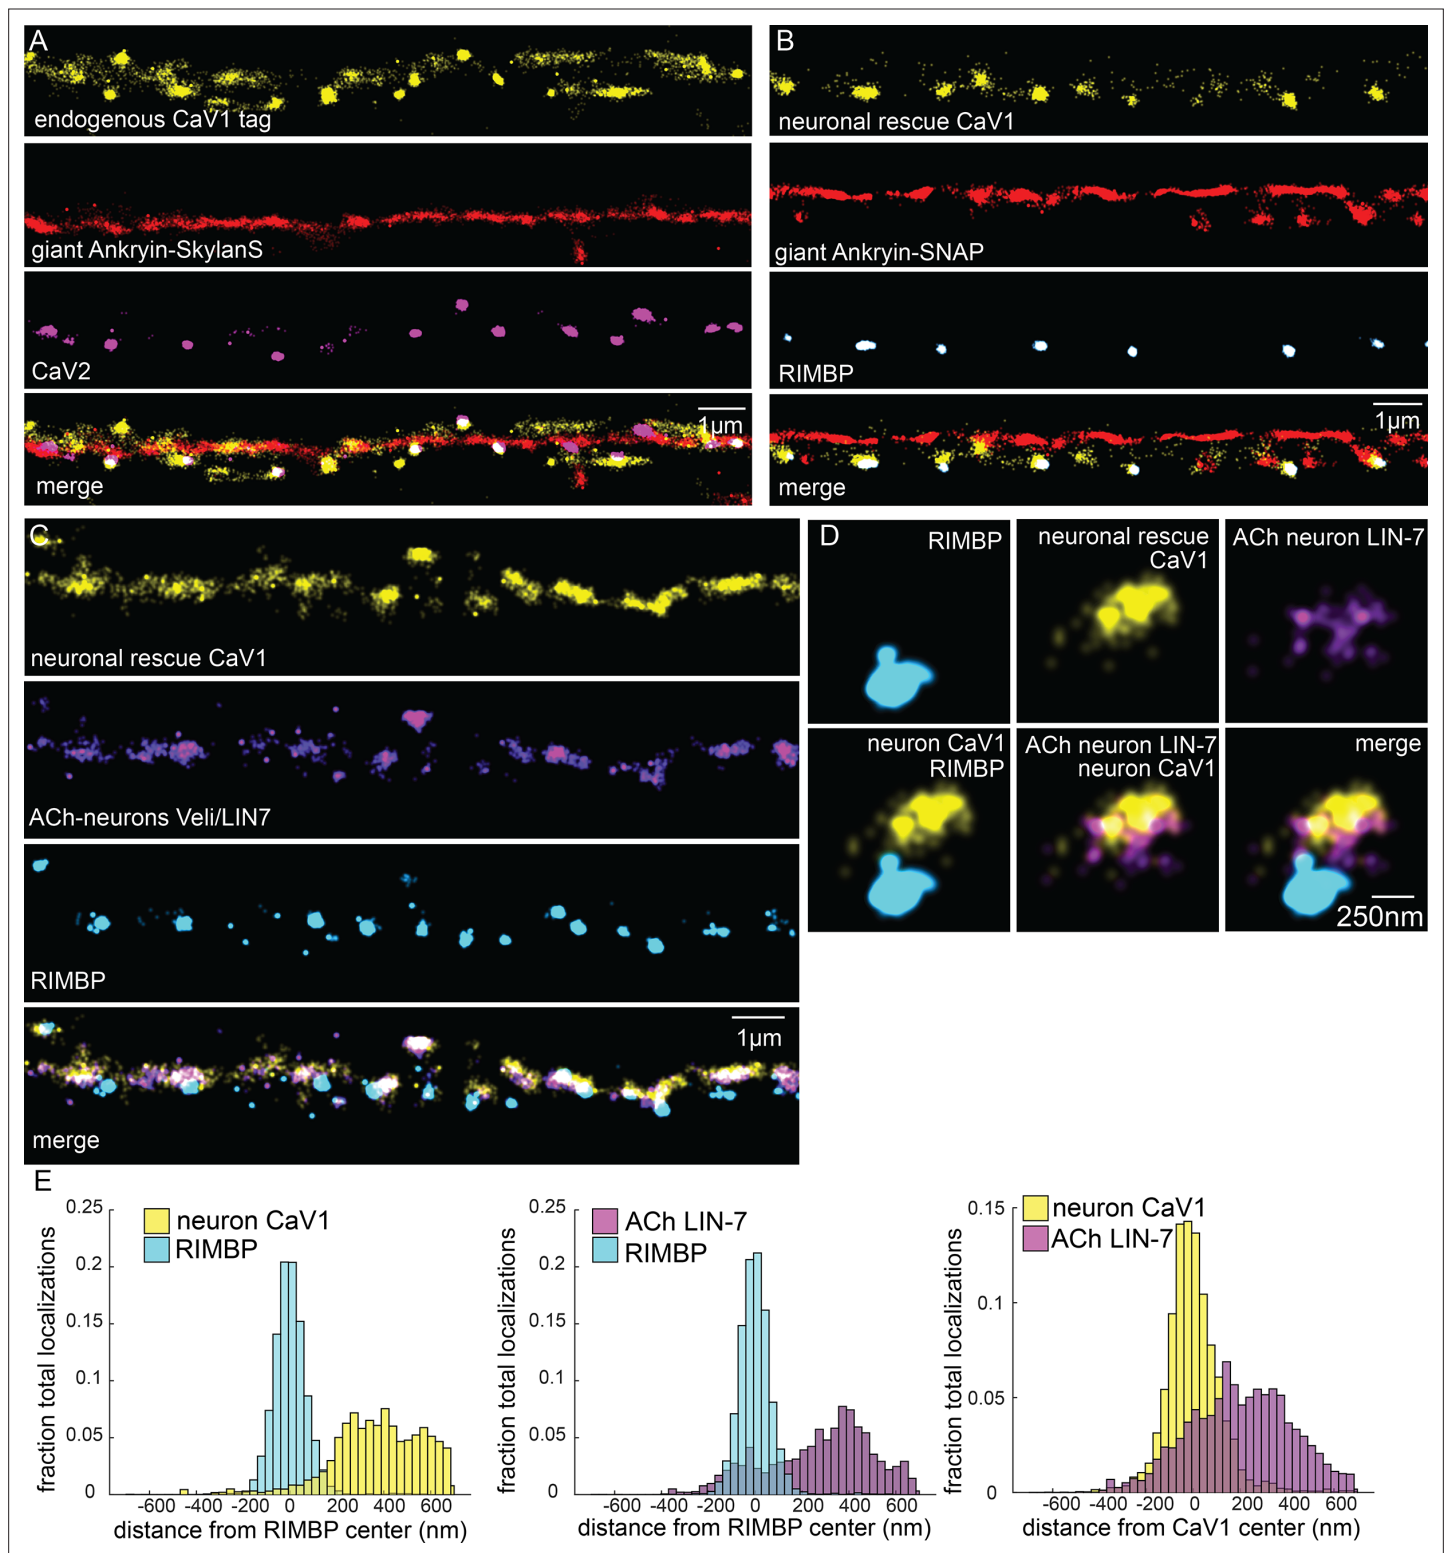 A
endogenous CaV1 tag
giant Ankryin-SkylanS
CaV2
1µm
merge
B
neuronal rescue CaV1
giant Ankryin-SNAP
RIMBP
1µm
merge
C
neuronal rescue CaV1
ACh-neurons Veli/LIN7
RIMBP
1µm
merge
D
RIMBP
neuronal rescue
CaV1
ACh neuron LIN-7
neuron CaV1
RIMBP
ACh neuron LIN-7
neuron CaV1
merge
250nm
E
fraction total localizations
0.25
0.2
0.15
0.1
0.05
0
neuron CaV1
RIMBP
-600 -400 -200 0 200 400 600
distance from RIMBP center (nm)
fraction total localizations
0.25
0.2
0.15
0.1
0.05
0
ACh LIN-7
RIMBP
-600 -400 -200 0 200 400 600
distance from RIMBP center (nm)
fraction total localizations
0.15
0.1
0.05
0
neuron CaV1
ACh LIN-7
-600 -400 -200 0 200 400 600
distance from CaV1 center (nm)